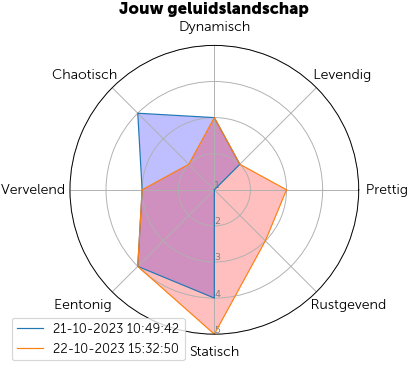 Jouw geluidslandschap
Dynamisch
Chaotisch
Levendig
Vervelend
1
Prettig
2
3
4
Eentonig
Rustgevend
5
21-10-2023 10:49:42
22-10-2023 15:32:50
Statisch